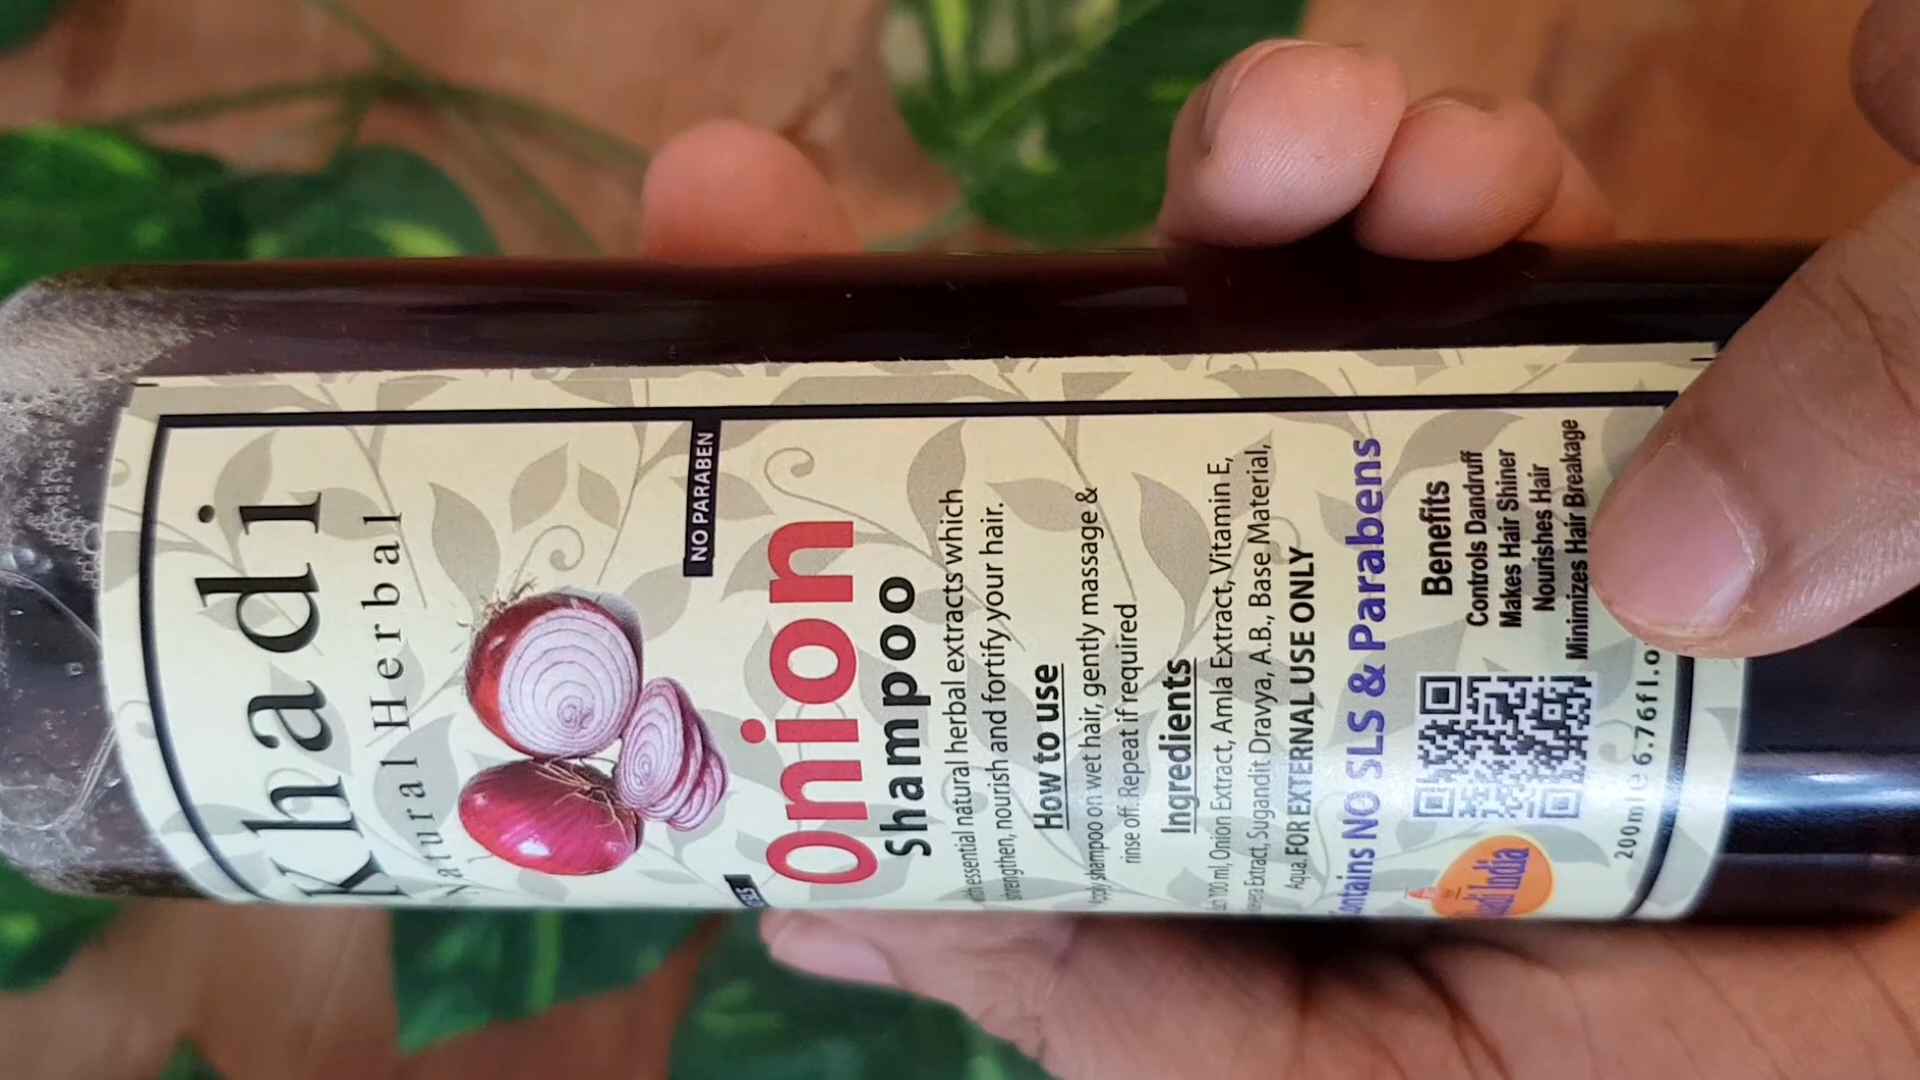 Khadi
Natural Herbal
NO PARABEN
Onion
Shampoo
essential natural herbal extracts which
strengthen, nourish and fortify your hair.
How to use
shampoo on wet hair, gently massage &
rinse off. Repeat if required
Ingredients
100 ml, Onion Extract, Amla Extract, Vitamin E,
Extract, Sugandit Dravya, A.B., Base Material,
Aqua. FOR EXTERNAL USE ONLY
NO SLS & Parabens
Benefits
Controls Dandruff
Makes Hair Shiner
Nourishes Hair
Minimizes Hair Breakage
India
200ml e 6.76fl.o